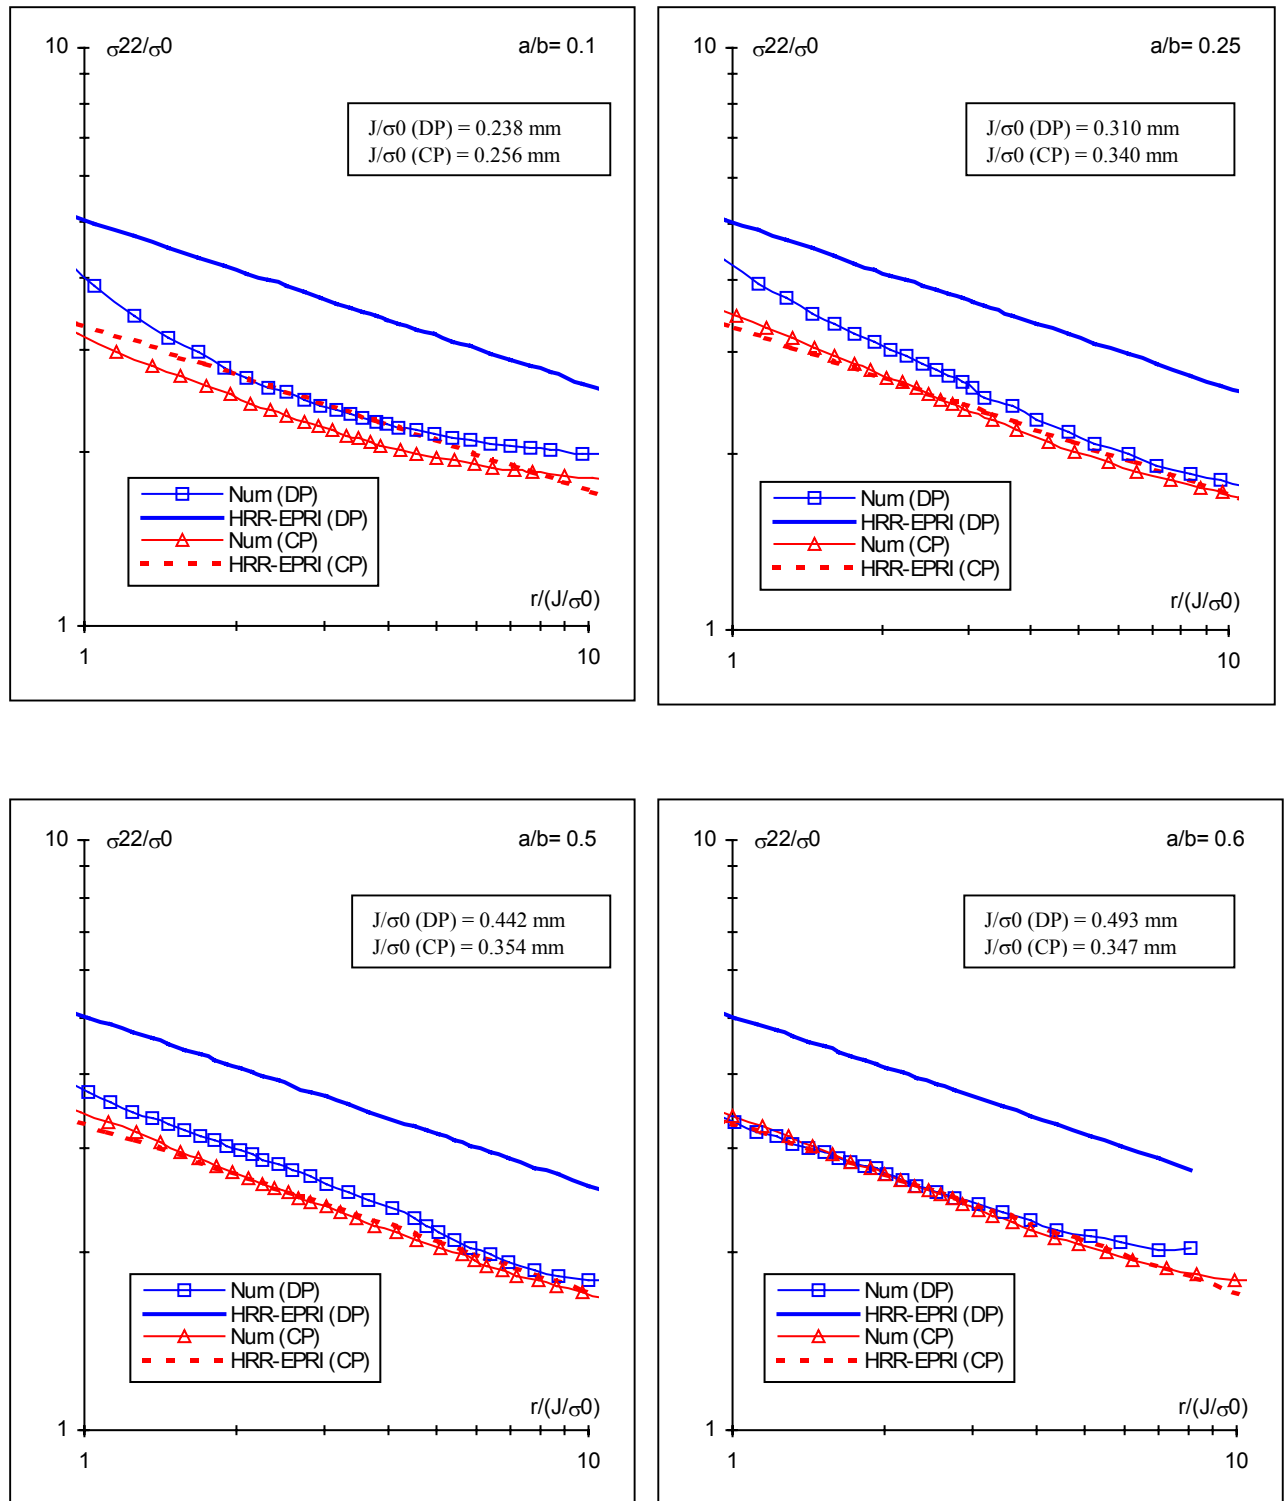 10 σ22/σ0 a/b= 0.1
J/σ0 (DP) = 0.238 mm
J/σ0 (CP) = 0.256 mm
Num (DP)
HRR-EPRI (DP)
Num (CP)
HRR-EPRI (CP)
r/(J/σ0)
1
1 10
10 σ22/σ0 a/b= 0.25
J/σ0 (DP) = 0.310 mm
J/σ0 (CP) = 0.340 mm
Num (DP)
HRR-EPRI (DP)
Num (CP)
HRR-EPRI (CP)
r/(J/σ0)
1
1 10
10 σ22/σ0 a/b= 0.5
J/σ0 (DP) = 0.442 mm
J/σ0 (CP) = 0.354 mm
Num (DP)
HRR-EPRI (DP)
Num (CP)
HRR-EPRI (CP)
r/(J/σ0)
1
1 10
10 σ22/σ0 a/b= 0.6
J/σ0 (DP) = 0.493 mm
J/σ0 (CP) = 0.347 mm
Num (DP)
HRR-EPRI (DP)
Num (CP)
HRR-EPRI (CP)
r/(J/σ0)
1
1 10